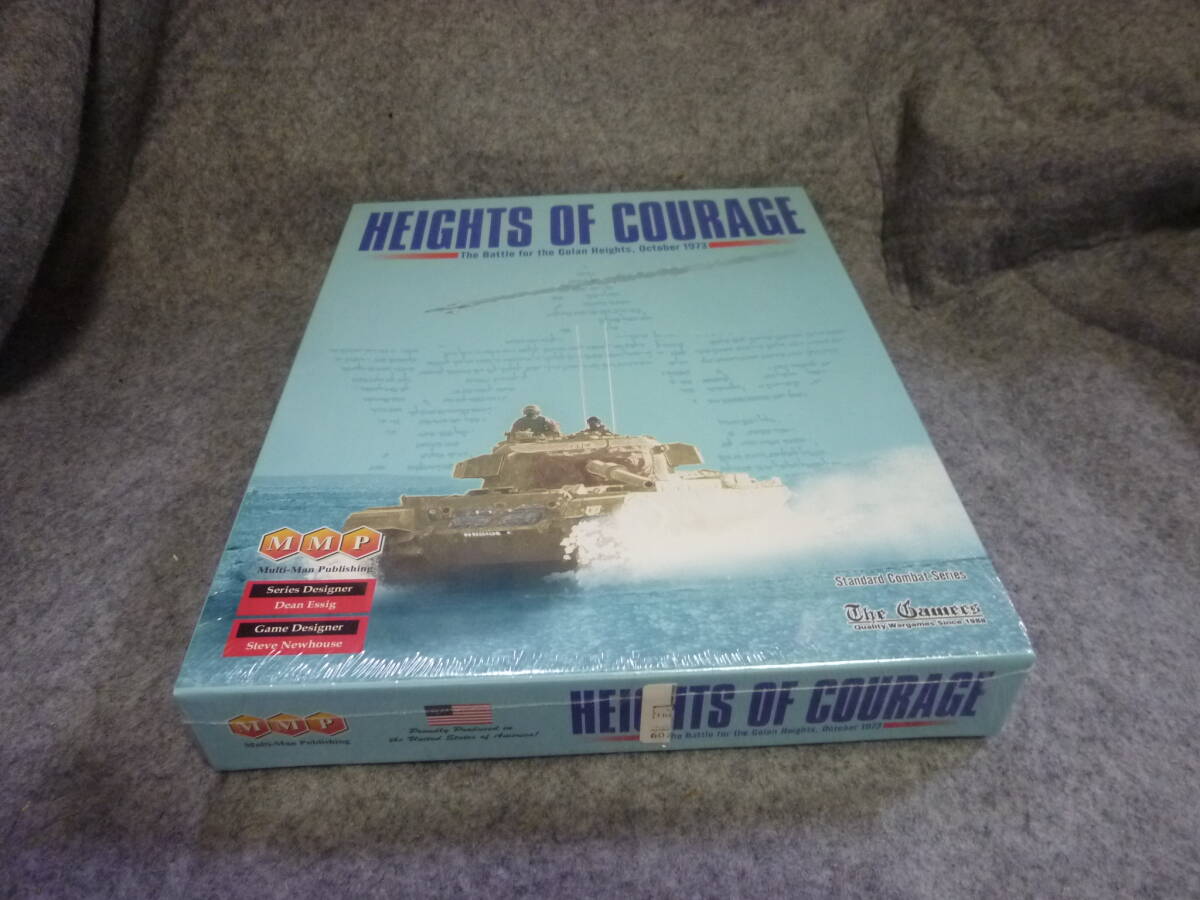 HEIGHTS OF COURAGE
The Battle for the Golan Heights, October 1973
MMP
Multi-Man Publishing
Series Designer
Dean Essig
Game Designer
Steve Newhouse
Standard Combat Series
The Gamers
Quality Wargames Since 1988
MMP
Multi-Man Publishing
Proudly Produced in
the United States of America!
HEIGHTS OF COURAGE
The Battle for the Golan Heights, October 1973